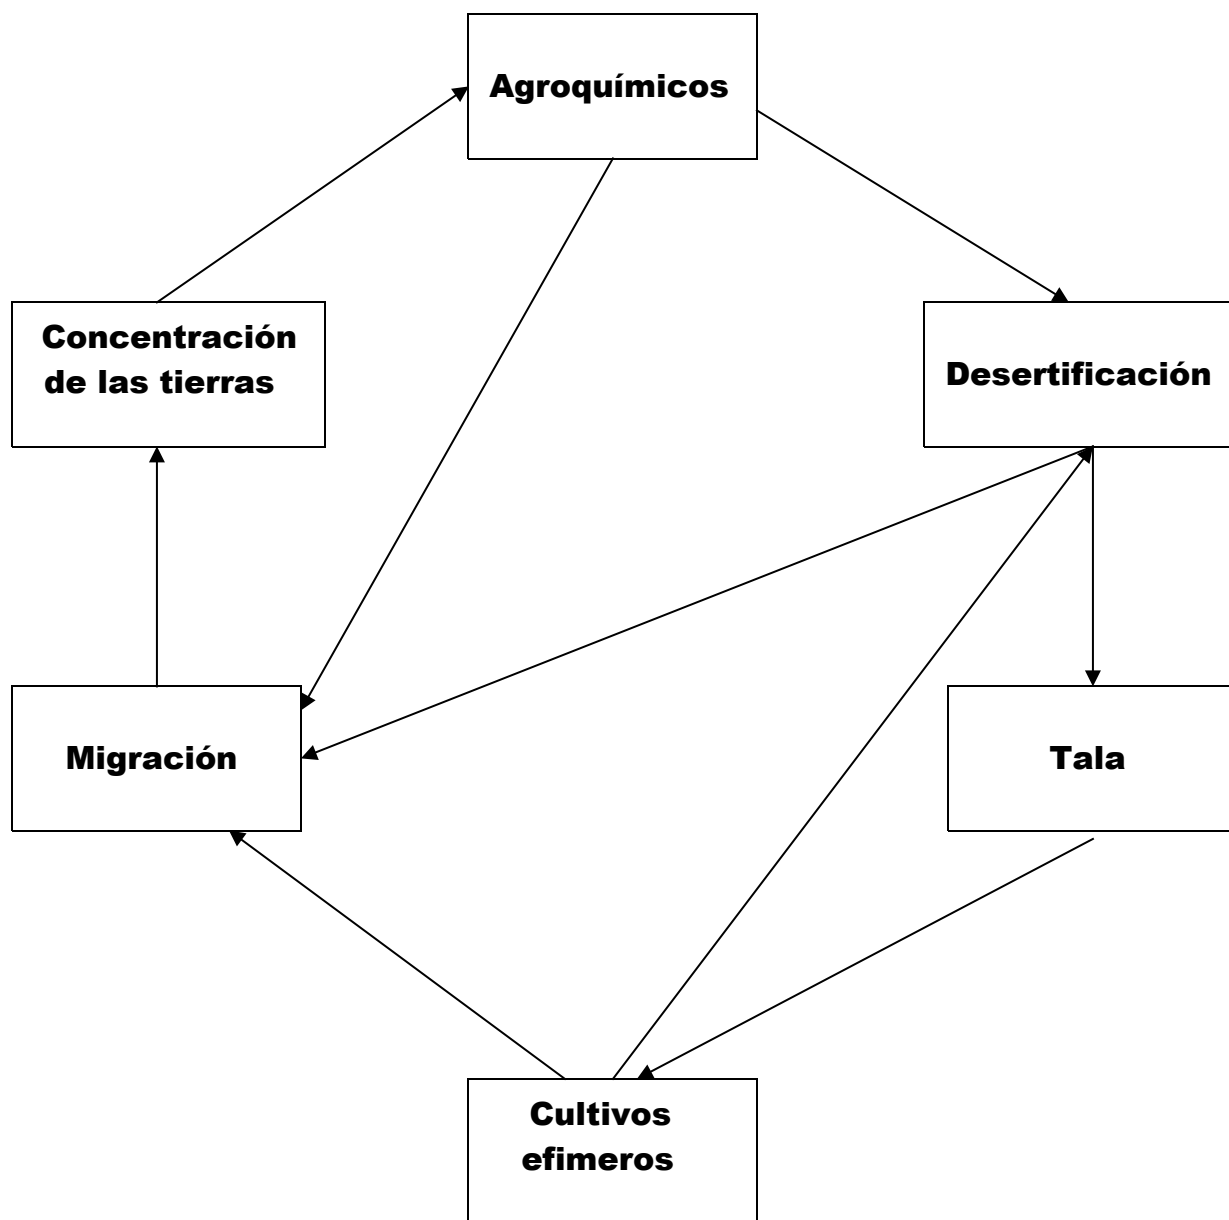 Agroquímicos
Concentración
de las tierras
Desertificación
Migración
Tala
Cultivos
efimeros